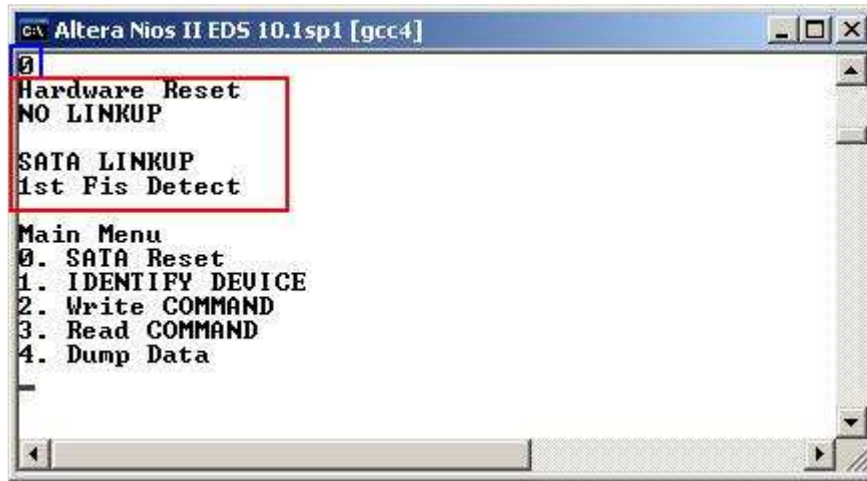 Altera Nios II EDS 10.1sp1 [gcc4]
0
Hardware Reset
NO LINKUP
SATA LINKUP
1st Fis Detect
Main Menu
0. SATA Reset
1. IDENTIFY DEVICE
2. Write COMMAND
3. Read COMMAND
4. Dump Data